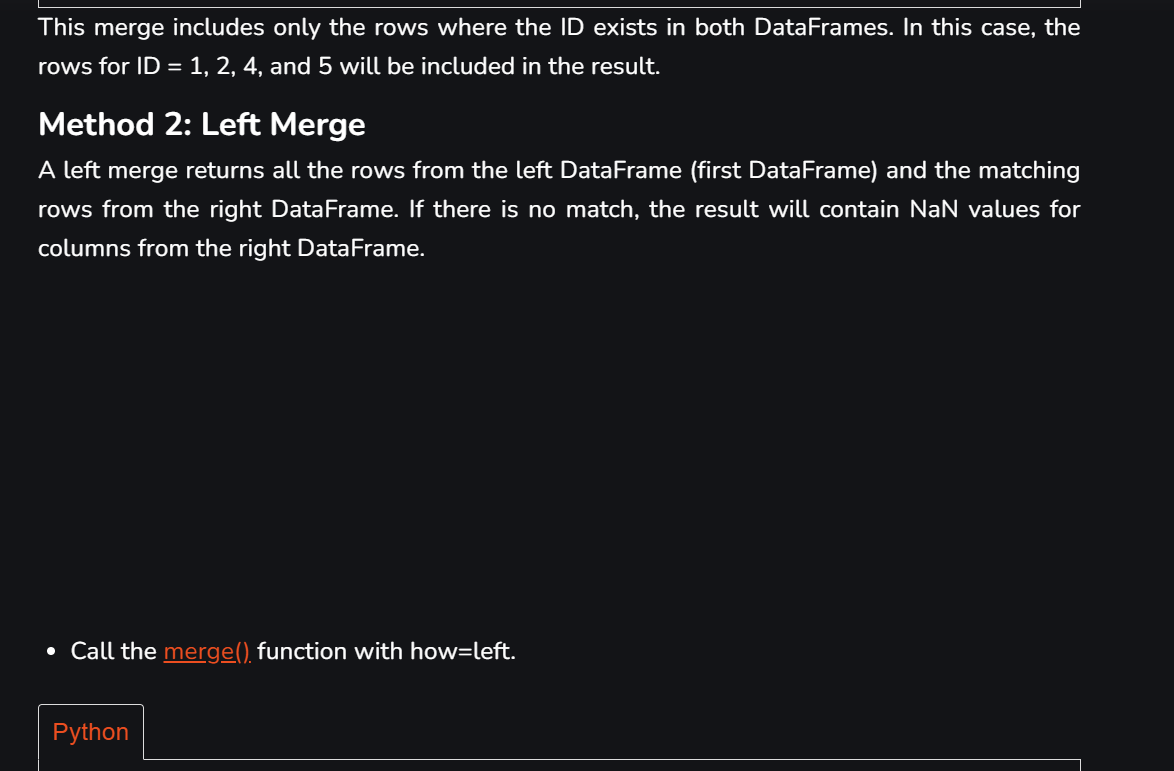 This merge includes only the rows where the ID exists in both DataFrames. In this case, the
rows for ID = 1, 2, 4, and 5 will be included in the result.
Method 2: Left Merge
A left merge returns all the rows from the left DataFrame (first DataFrame) and the matching
rows from the right DataFrame. If there is no match, the result will contain NaN values for
columns from the right DataFrame.
• Call the merge() function with how=left.
Python